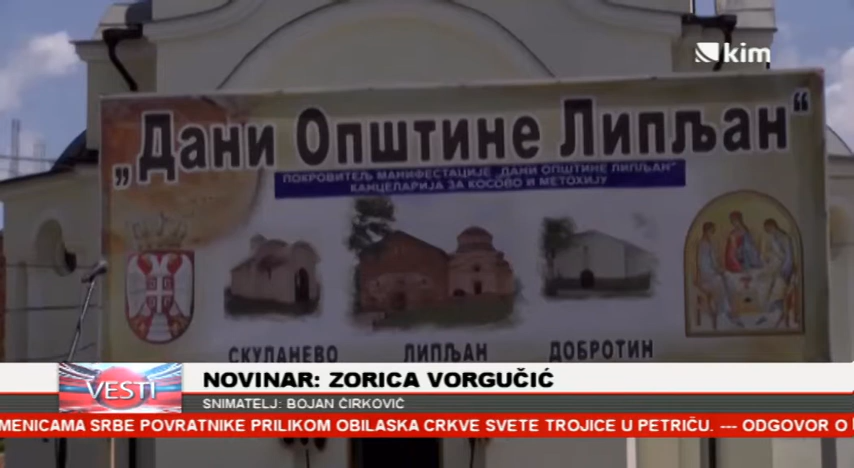 kim
„Дани Општине Липљан“
ПОКРОВИТЕЉ МАНИФЕСТАЦИЈЕ „ДАНИ ОПШТИНЕ ЛИПЉАН“
КАНЦЕЛАРИЈА ЗА КОСОВО И МЕТОХИЈУ
СКУЛАНЕВО ЛИПЉАН ДОБРОТИН
VESTI
NOVINAR: ZORICA VORGUČIĆ
SNIMATELJ: BOJAN ĆIRKOVIĆ
MENICAMA SRBE POVRATNIKE PRILIKOM OBILASKA CRKVE SVETE TROJICE U PETRIČU. --- ODGOVOR O